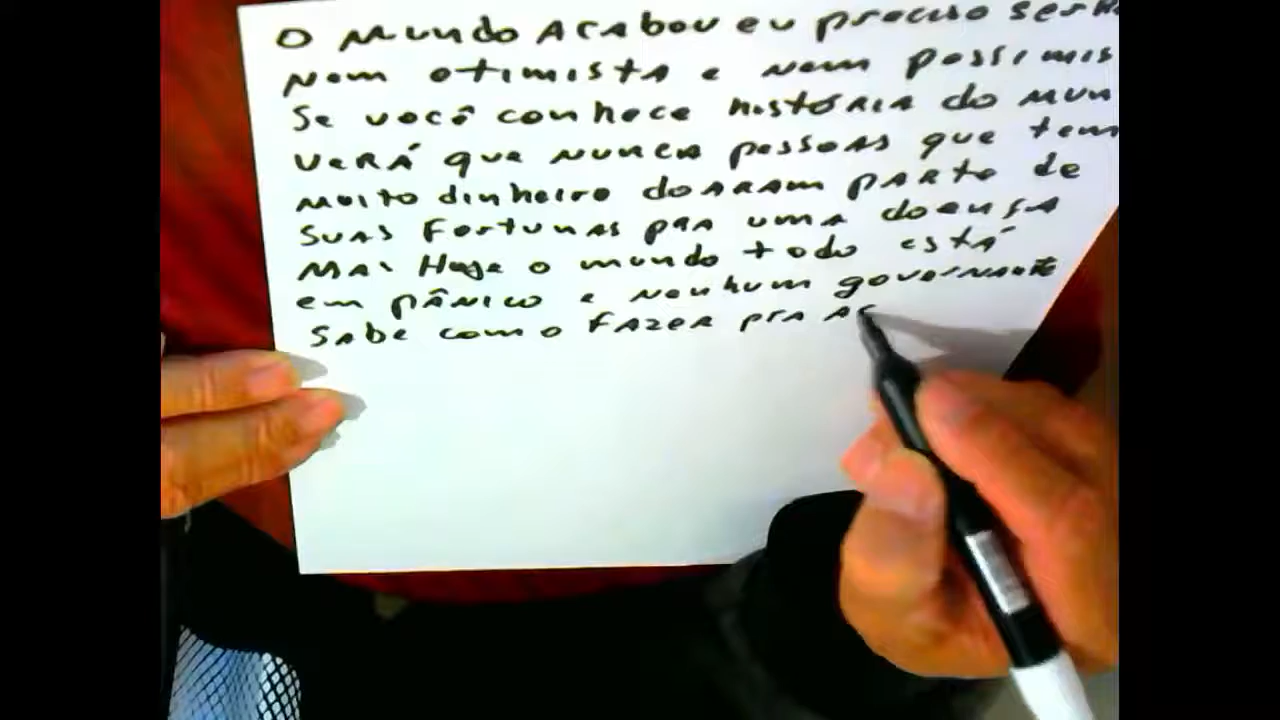 O MUNDO ACABOU eu preciso ser
Nem otimista e nem pessimis
Se você conhece história do MUN
VERÁ que NUNCA pessoas que tem
MUITO dinheiro doARAM PARTE de
SUAS Fortunas pRA UMA doença
MAS Hoje o mundo todo está
em pânico e nenhum governante
Sabe como fazer pra